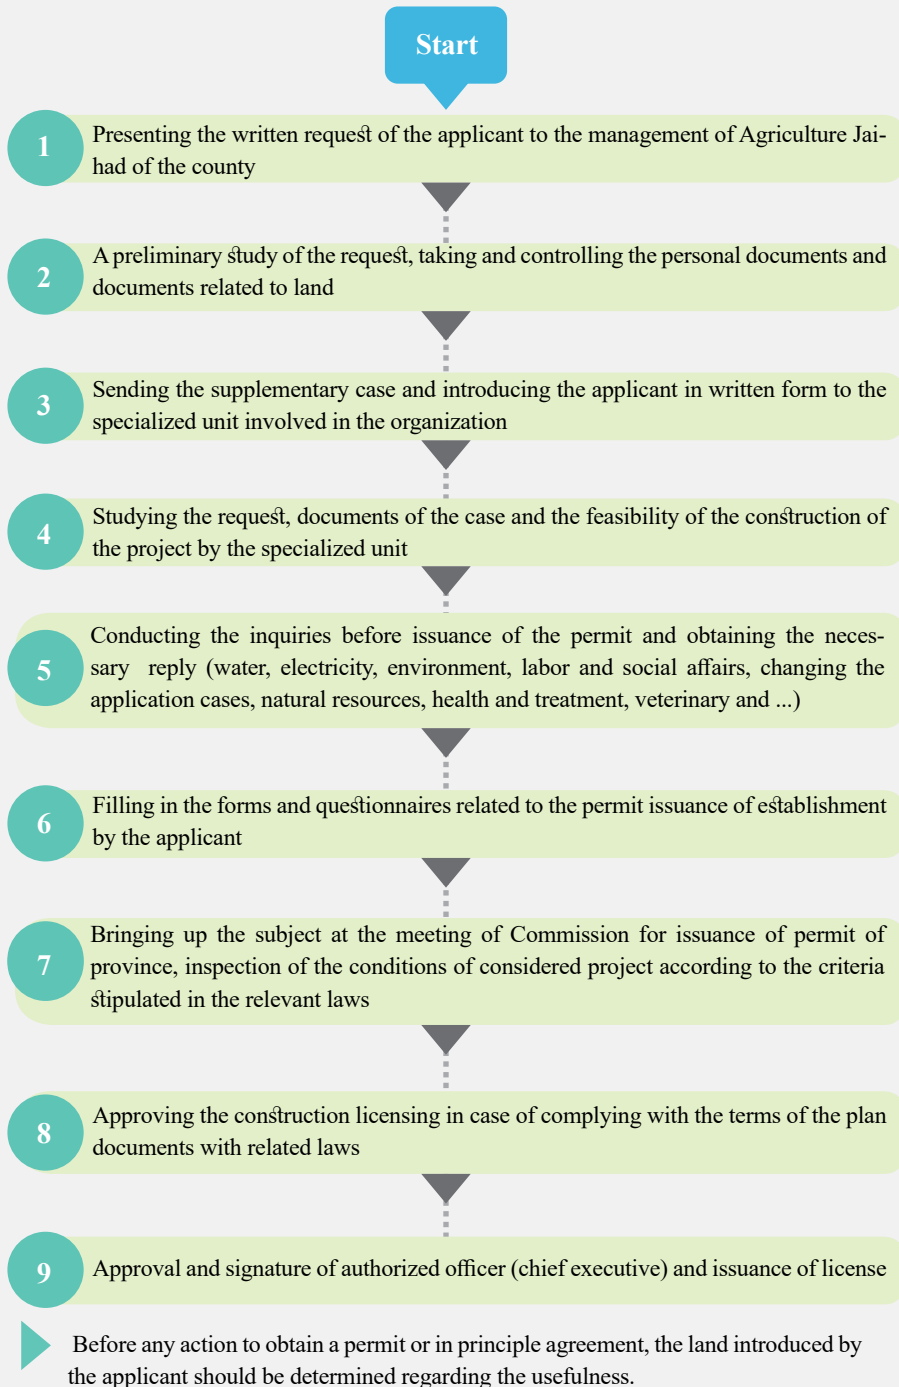 Start
1
Presenting the written request of the applicant to the management of Agriculture Jai-
had of the county
2
A preliminary study of the request, taking and controlling the personal documents and
documents related to land
3
Sending the supplementary case and introducing the applicant in written form to the
specialized unit involved in the organization
4
Studying the request, documents of the case and the feasibility of the construction of
the project by the specialized unit
5
Conducting the inquiries before issuance of the permit and obtaining the neces-
sary reply (water, electricity, environment, labor and social affairs, changing the
application cases, natural resources, health and treatment, veterinary and ...)
6
Filling in the forms and questionnaires related to the permit issuance of establishment
by the applicant
7
Bringing up the subject at the meeting of Commission for issuance of permit of
province, inspection of the conditions of considered project according to the criteria
stipulated in the relevant laws
8
Approving the construction licensing in case of complying with the terms of the plan
documents with related laws
9
Approval and signature of authorized officer (chief executive) and issuance of license
Before any action to obtain a permit or in principle agreement, the land introduced by
the applicant should be determined regarding the usefulness.